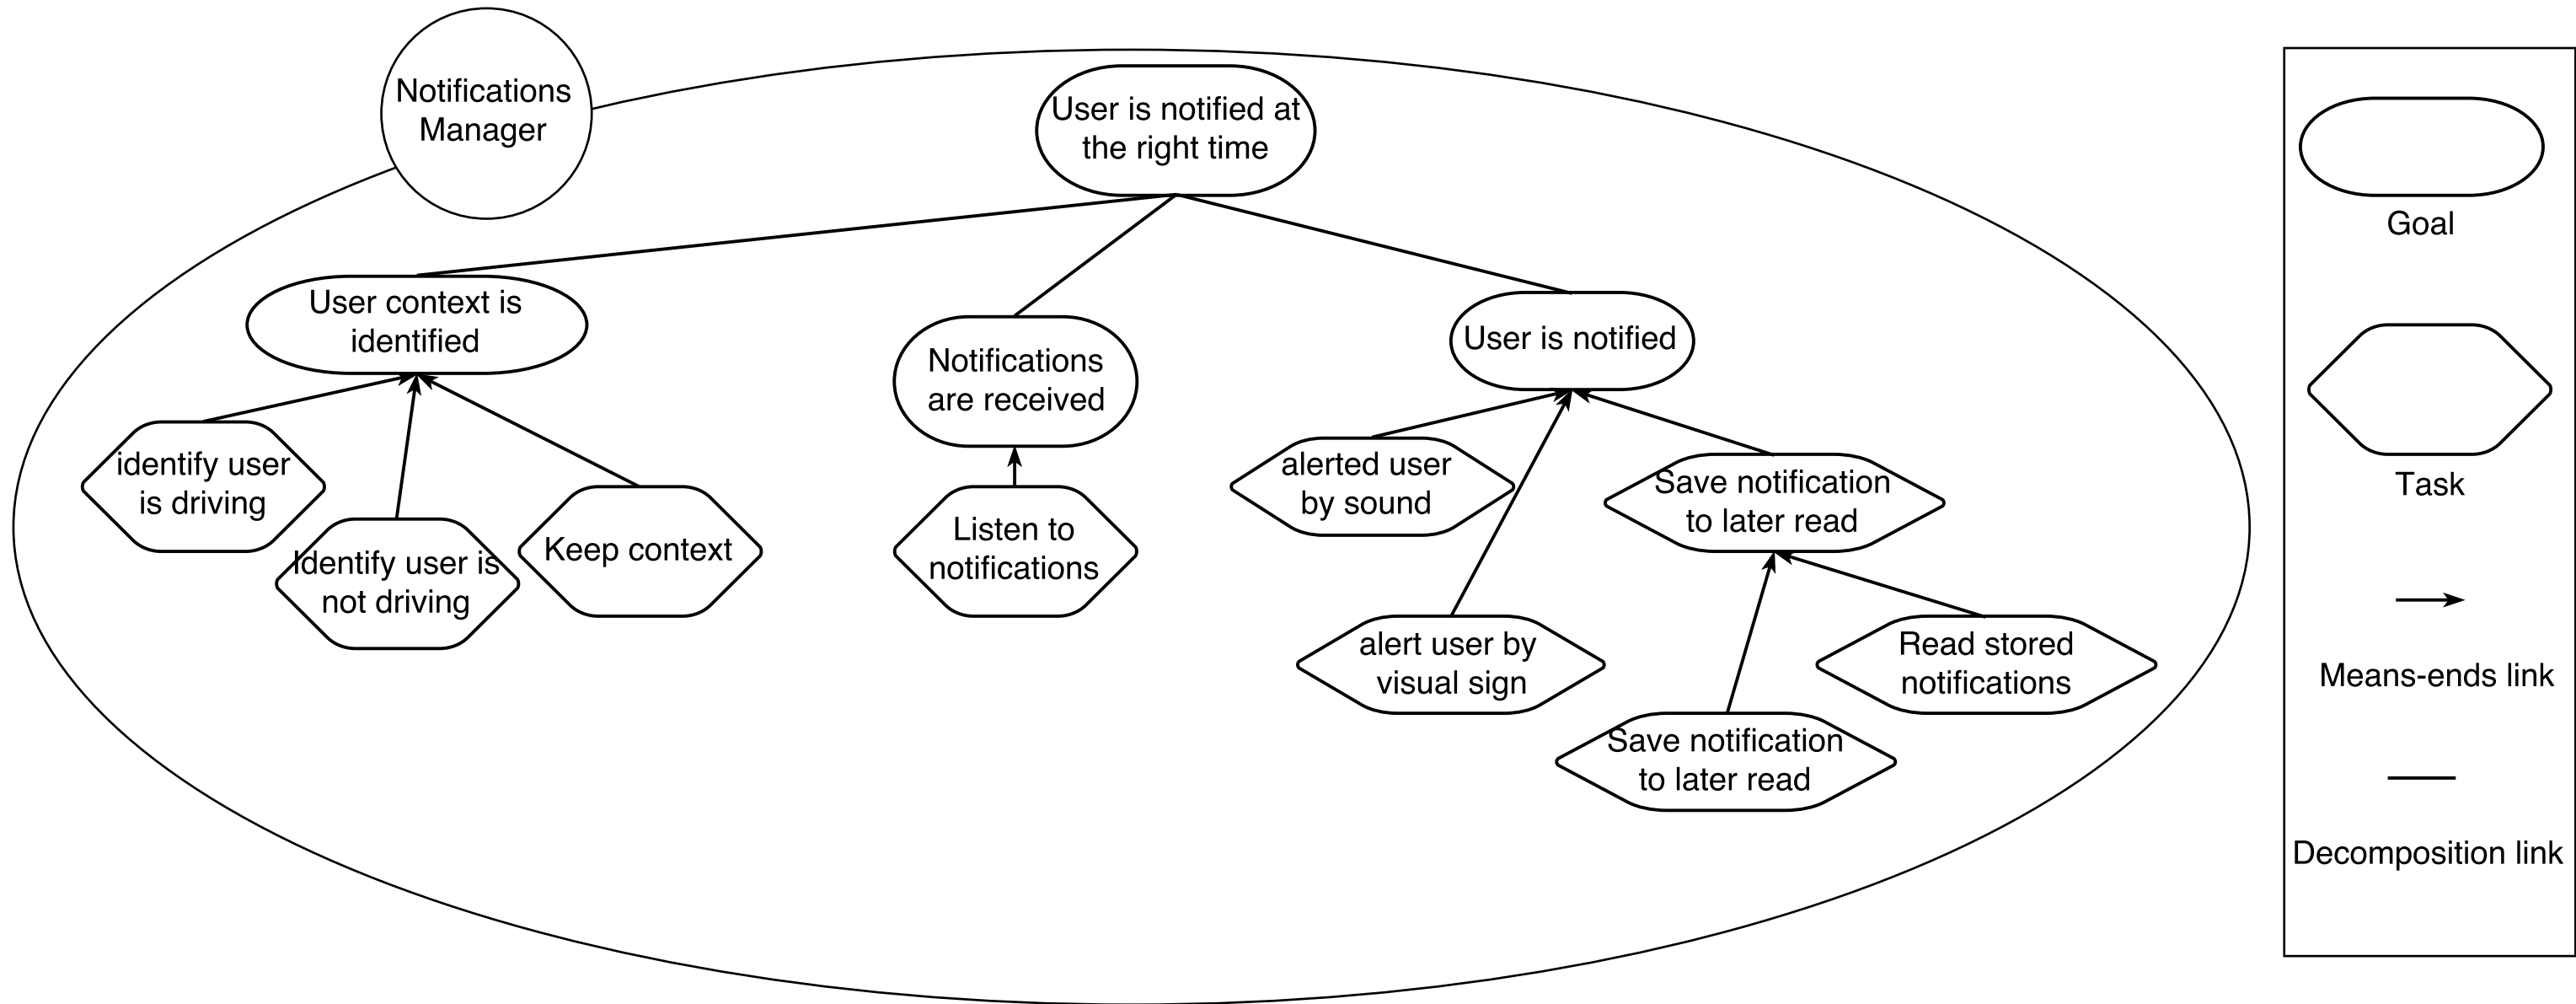 Notifications
Manager
User is notified at
the right time
User context is
identified
Notifications
are received
User is notified
identify user
is driving
Identify user is
not driving
Keep context
Listen to
notifications
alerted user
by sound
Save notification
to later read
alert user by
visual sign
Read stored
notifications
Save notification
to later read
Goal
Task
Means-ends link
Decomposition link